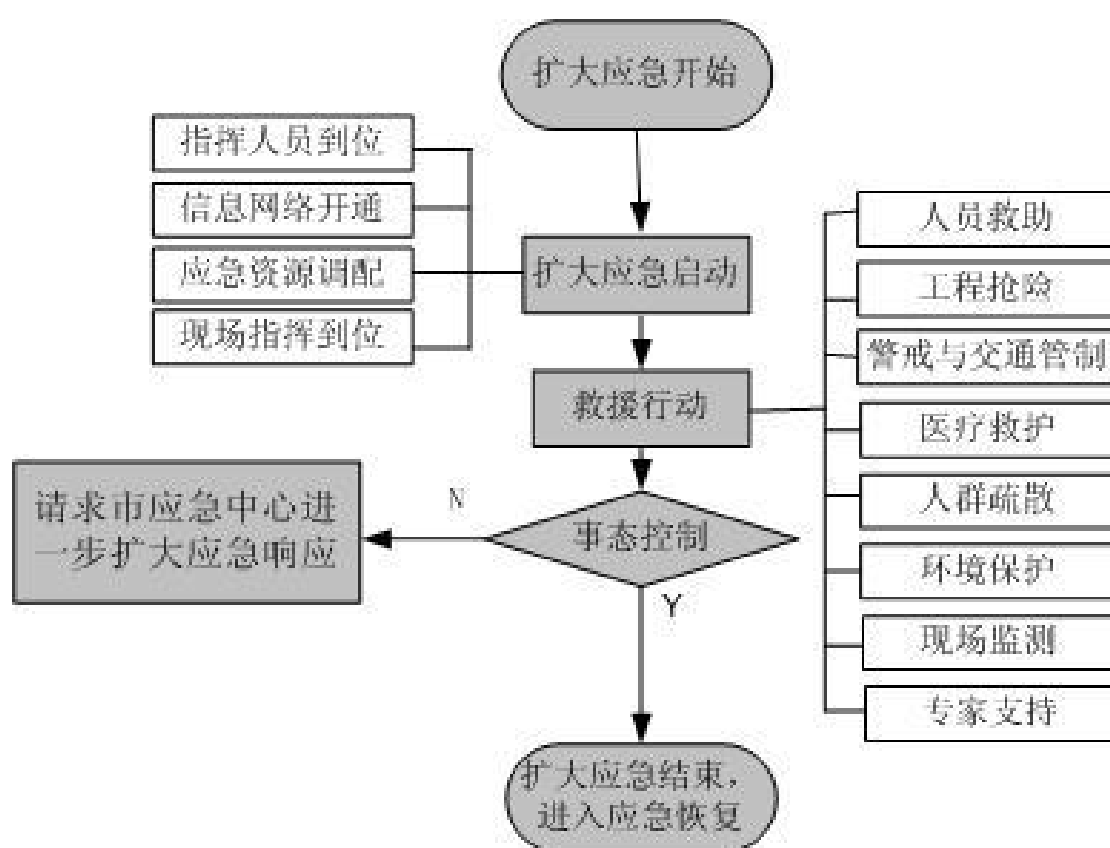 扩大应急开始
指挥人员到位
信息网络开通
应急资源调配
现场指挥到位
扩大应急启动
救援行动
人员救助
工程抢险
警戒与交通管制
医疗救护
人群疏散
环境保护
现场监测
专家支持
事态控制
N
请求市应急中心进
一步扩大应急响应
Y
扩大应急结束，
进入应急恢复